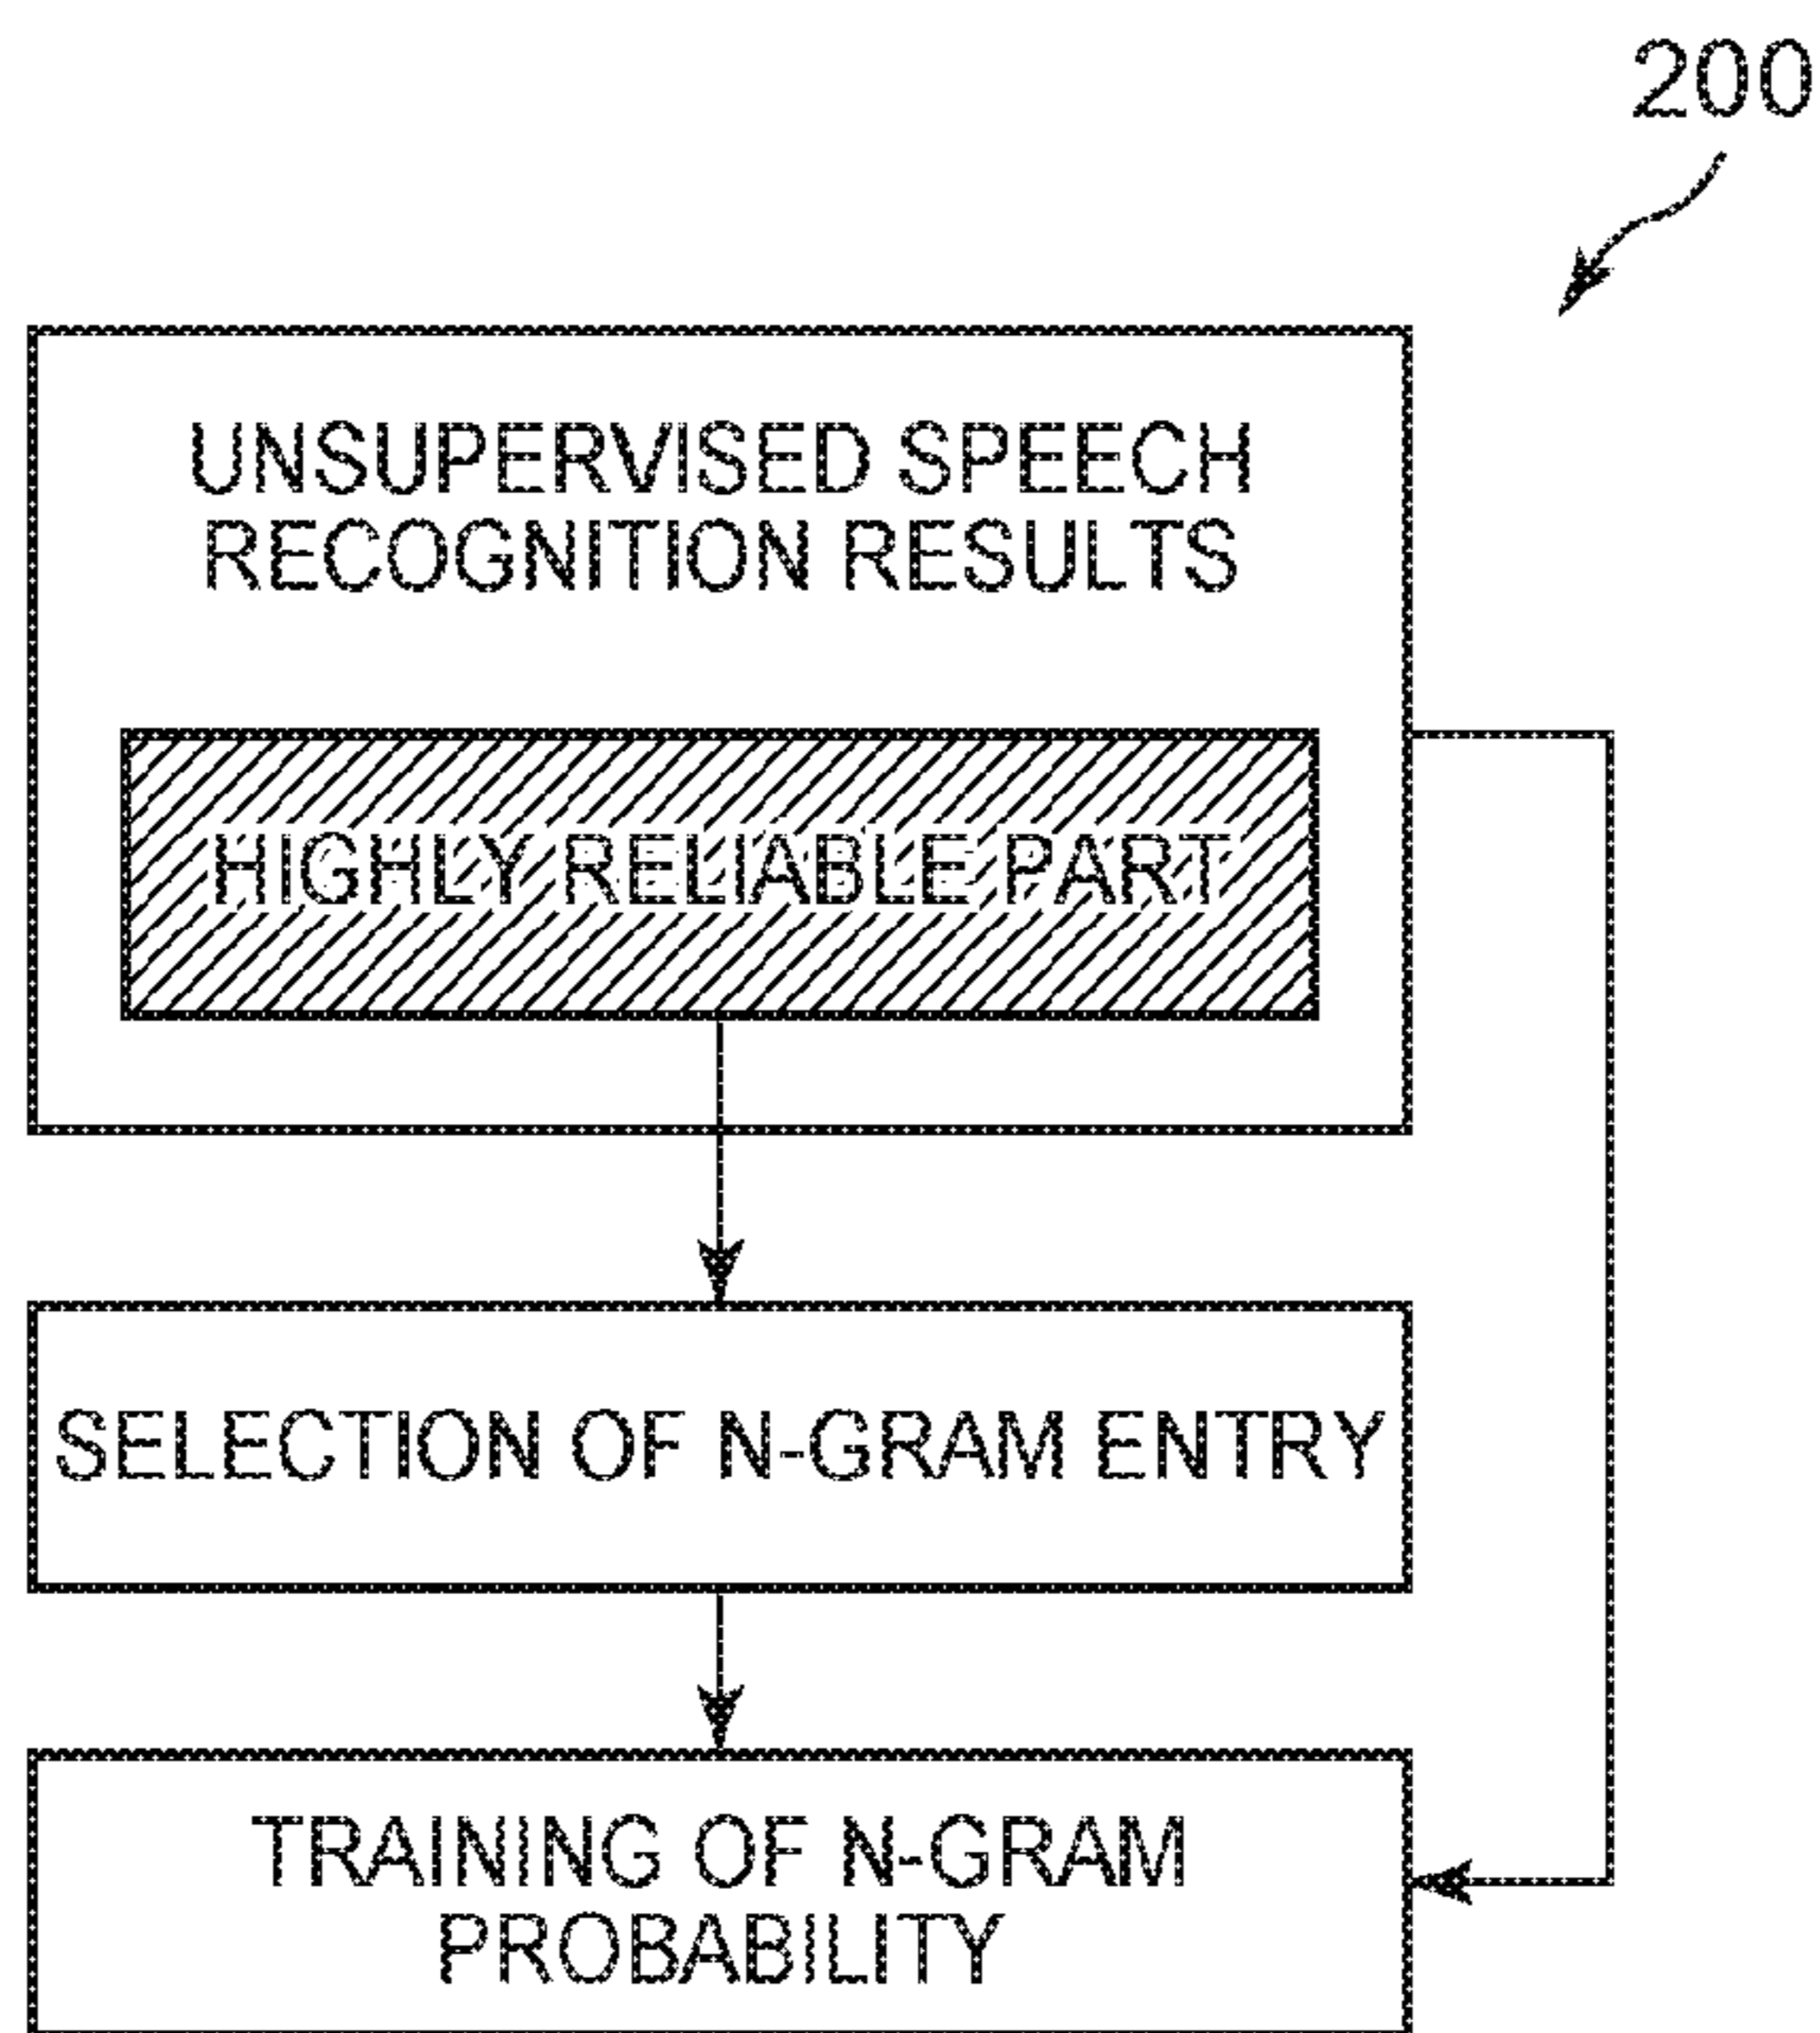 200
UNSUPERVISED SPEECH
RECOGNITION RESULTS
HIGHLY RELIABLE PART
SELECTION OF N-GRAM ENTRY
TRAINING OF N-GRAM
PROBABILITY